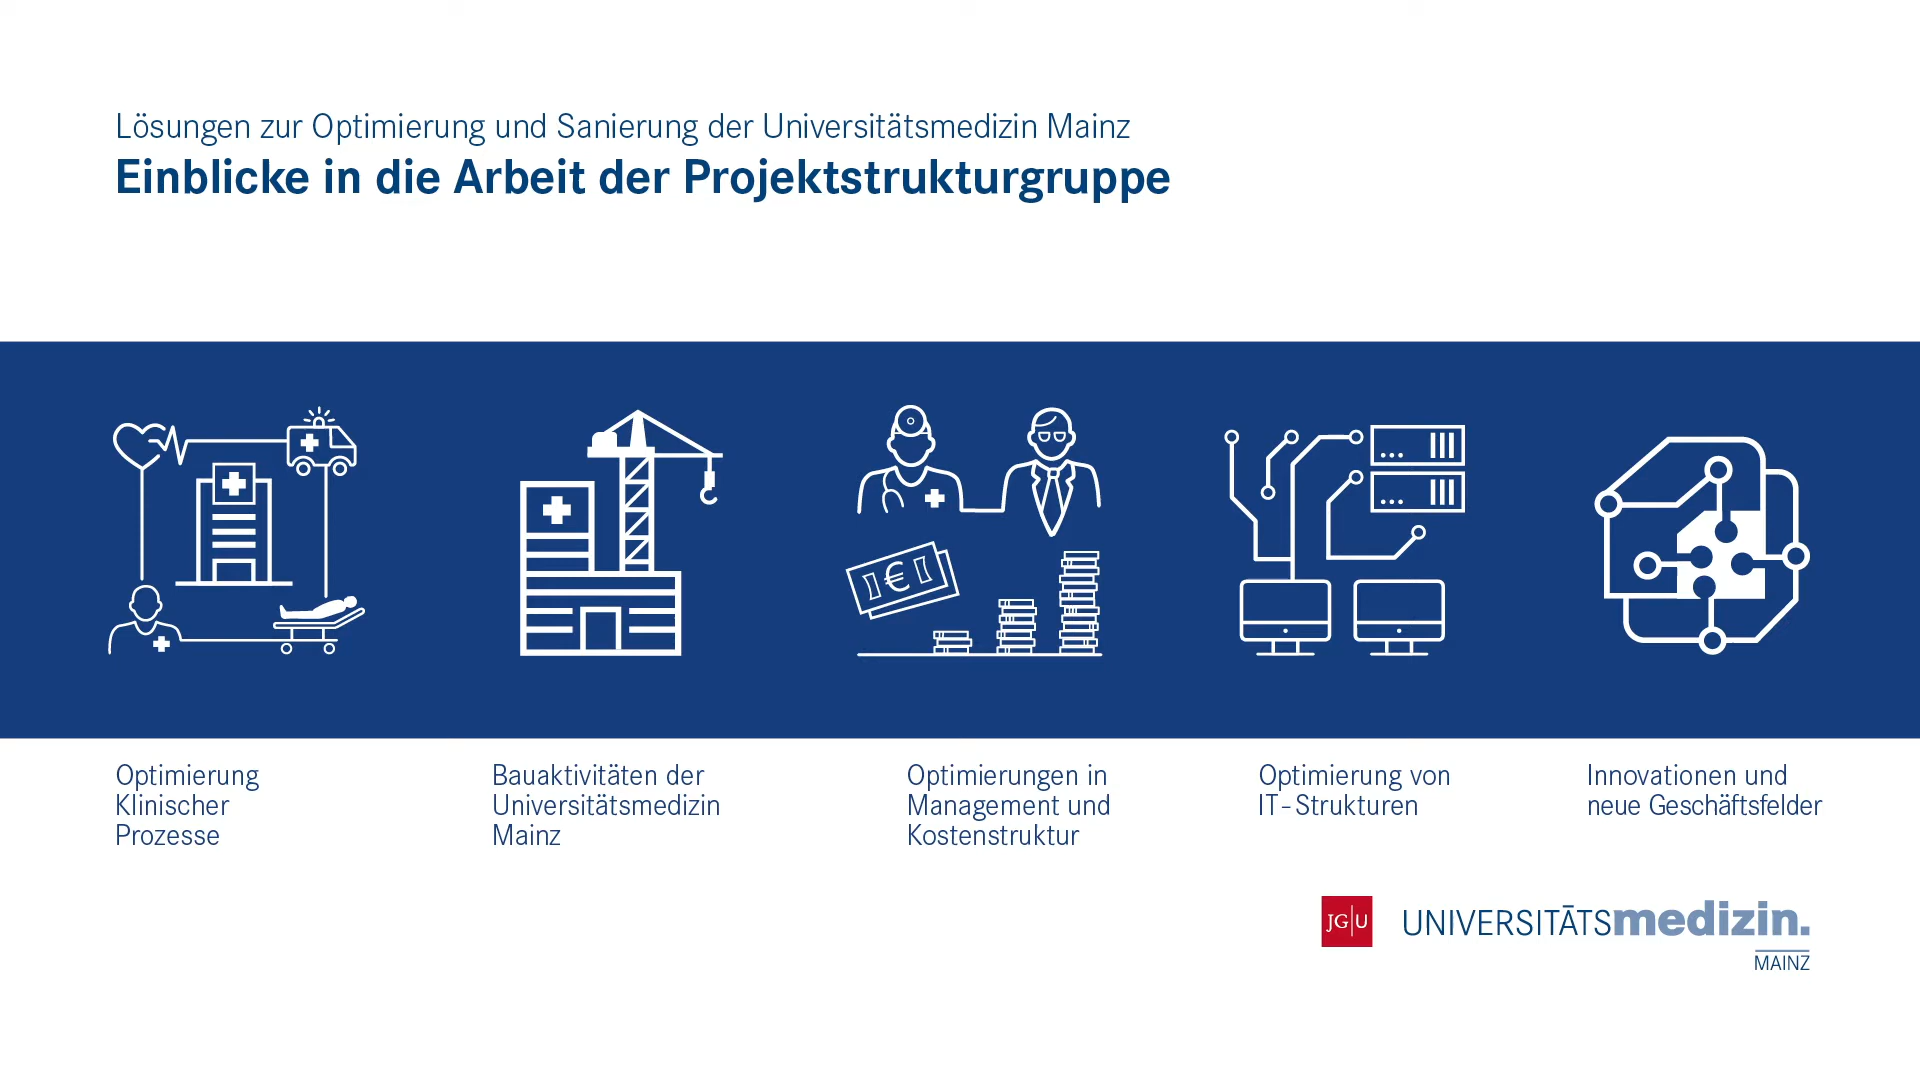 Lösungen zur Optimierung und Sanierung der Universitätsmedizin Mainz
Einblicke in die Arbeit der Projektstrukturgruppe
€
Optimierung
Klinischer
Prozesse
Bauaktivitäten der
Universitätsmedizin
Mainz
Optimierungen in
Management und
Kostenstruktur
Optimierung von
IT-Strukturen
Innovationen und
neue Geschäftsfelder
JG|U
UNIVERSITÄTSmedizin.
MAINZ